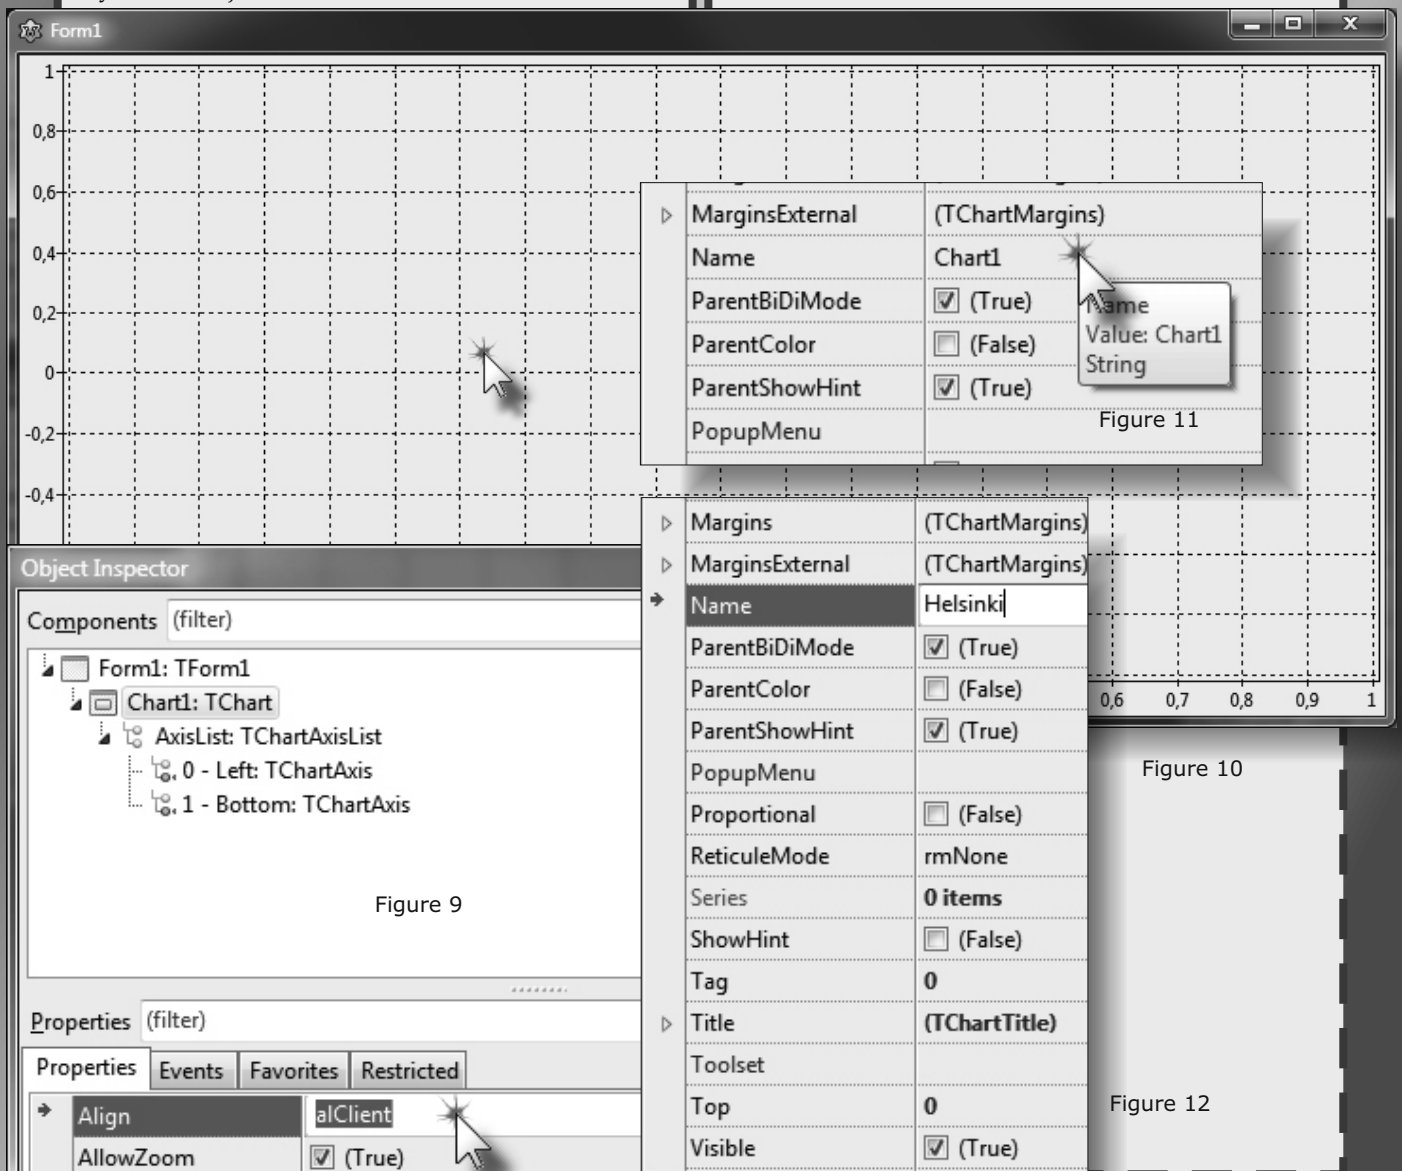 Form1
1
0,8
0,6
0,4
0,2
0
-0,2
-0,4
MarginsExternal (TChartMargins)
Name Chart1
ParentBiDiMode (True)
ParentColor (False)
ParentShowHint (True)
PopupMenu
Value: Chart1
String
Figure 11
Object Inspector
Components (filter)
Form1: TForm1
Chart1: TChart
AxisList: TChartAxisList
0 - Left: TChartAxis
1 - Bottom: TChartAxis
Figure 9
Properties (filter)
Properties Events Favorites Restricted
Align alClient
AllowZoom (True)
Margins (TChartMargins)
MarginsExternal (TChartMargins)
Name Helsinki
ParentBiDiMode (True)
ParentColor (False)
ParentShowHint (True)
PopupMenu
Proportional (False)
ReticuleMode rmNone
Series 0 items
ShowHint (False)
Tag 0
Title (TChartTitle)
Toolset
Top 0
Visible (True)
0,6 0,7 0,8 0,9 1
Figure 10
Figure 12